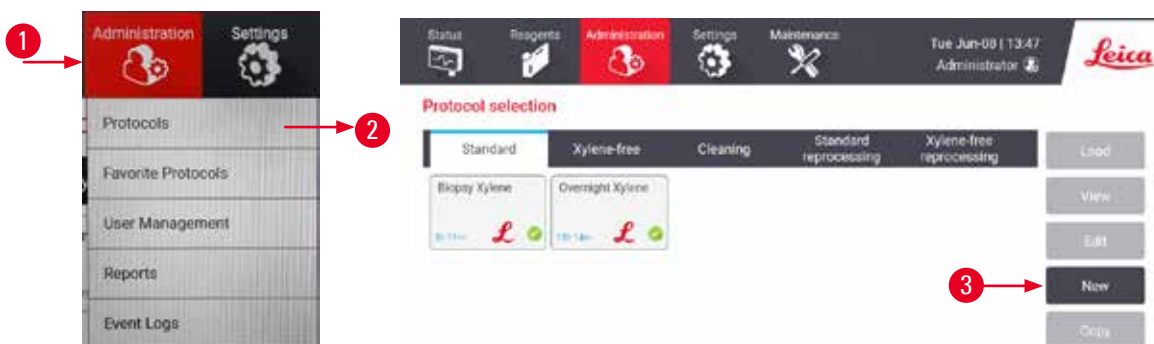 1
Administration
Settings
Protocols
2
Favorite Protocols
User Management
Reports
Event Logs
Status
Reagents
Administration
Settings
Maintenance
Tue Jun-08 | 13:47
Administrator
Leica
Protocol selection
Standard
Xylene-free
Cleaning
Standard
reprocessing
Xylene-free
reprocessing
Load
View
Edit
3
New
Copy
Biopsy Xylene
Overnight Xylene
L
L